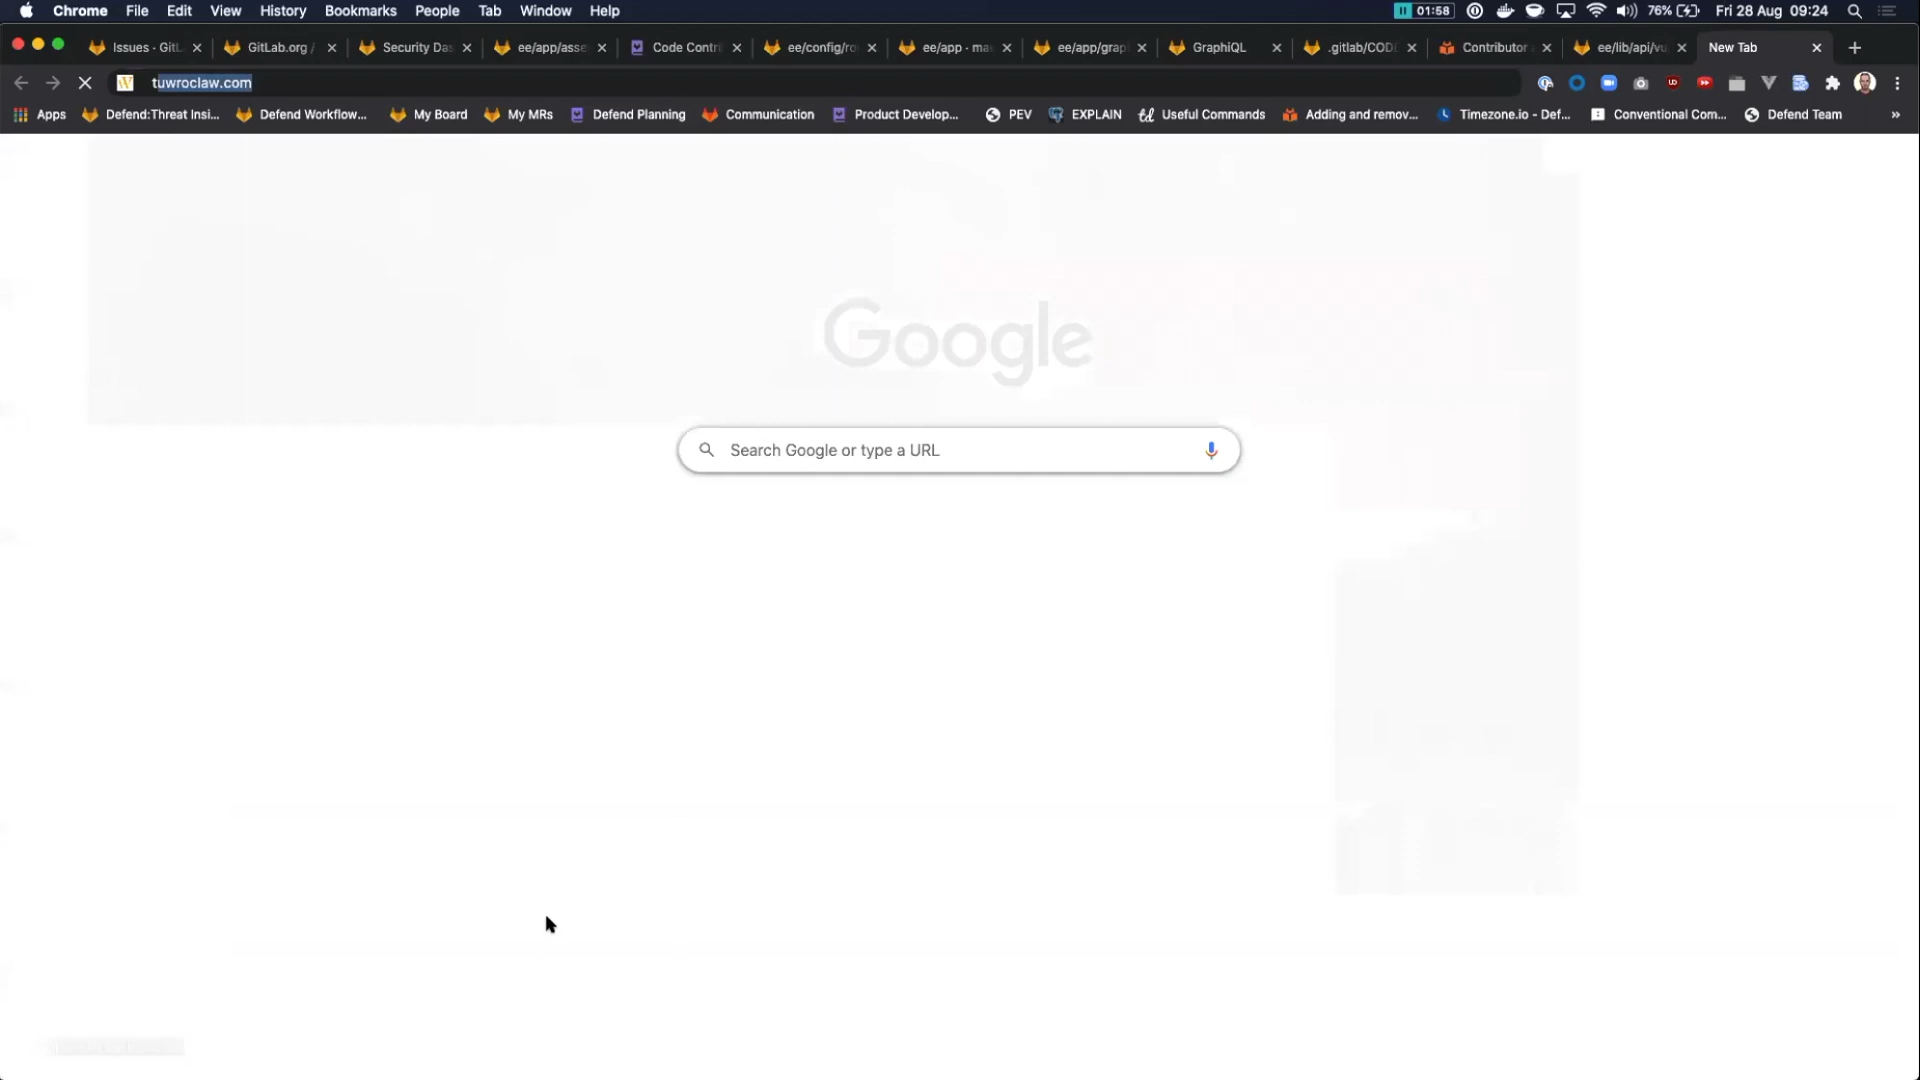 Chrome File Edit View History Bookmarks People Tab Window Help 01:58 76% Fri 28 Aug 09:24
Issues · GitL GitLab.org / Security Das ee/app/asse Code Contri ee/config/ro ee/app · ma ee/app/grap GraphiQL .gitlab/COD Contributor ee/lib/api/vu New Tab
tuwroclaw.com
Apps Defend:Threat Insi... Defend Workflow... My Board My MRs Defend Planning Communication Product Develop... PEV EXPLAIN Useful Commands Adding and remov... Timezone.io - Def... Conventional Com... Defend Team »
Google
Search Google or type a URL